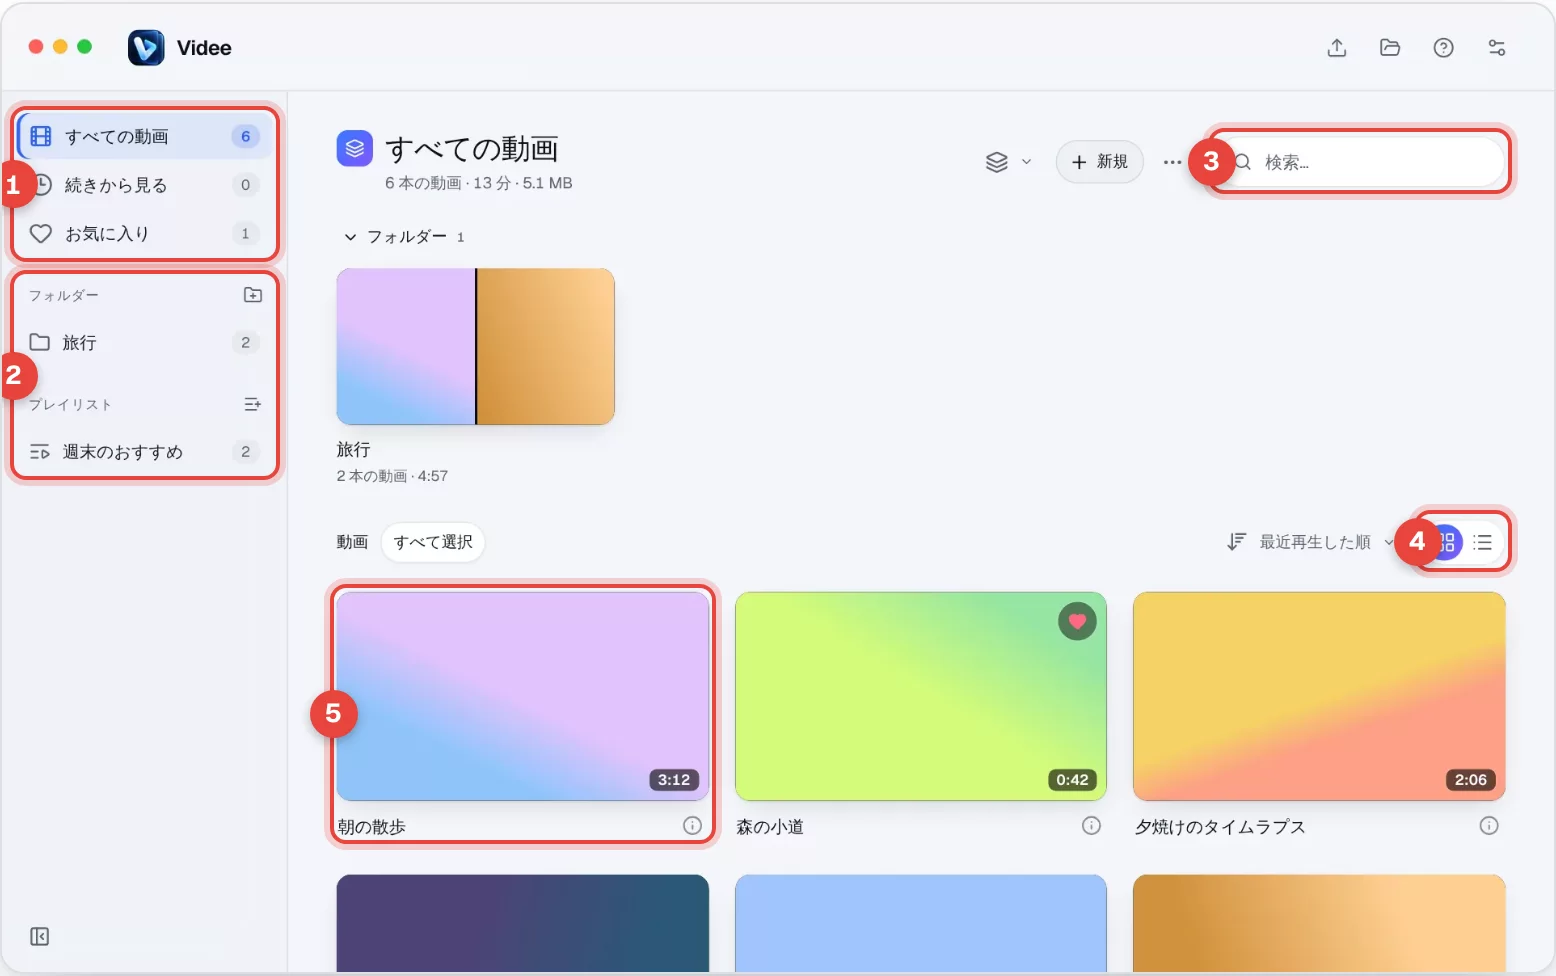 Videe
すべての動画 6
1
続きから見る 0
お気に入り 1
フォルダー
旅行 2
2
プレイリスト
週末のおすすめ 2
すべての動画
6 本の動画 · 13 分 · 5.1 MB
新規
3
検索...
フォルダー 1
旅行
2 本の動画 · 4:57
動画 すべて選択
最近再生した順
4
5
3:12
朝の散歩
0:42
森の小道
2:06
夕焼けのタイムラプス